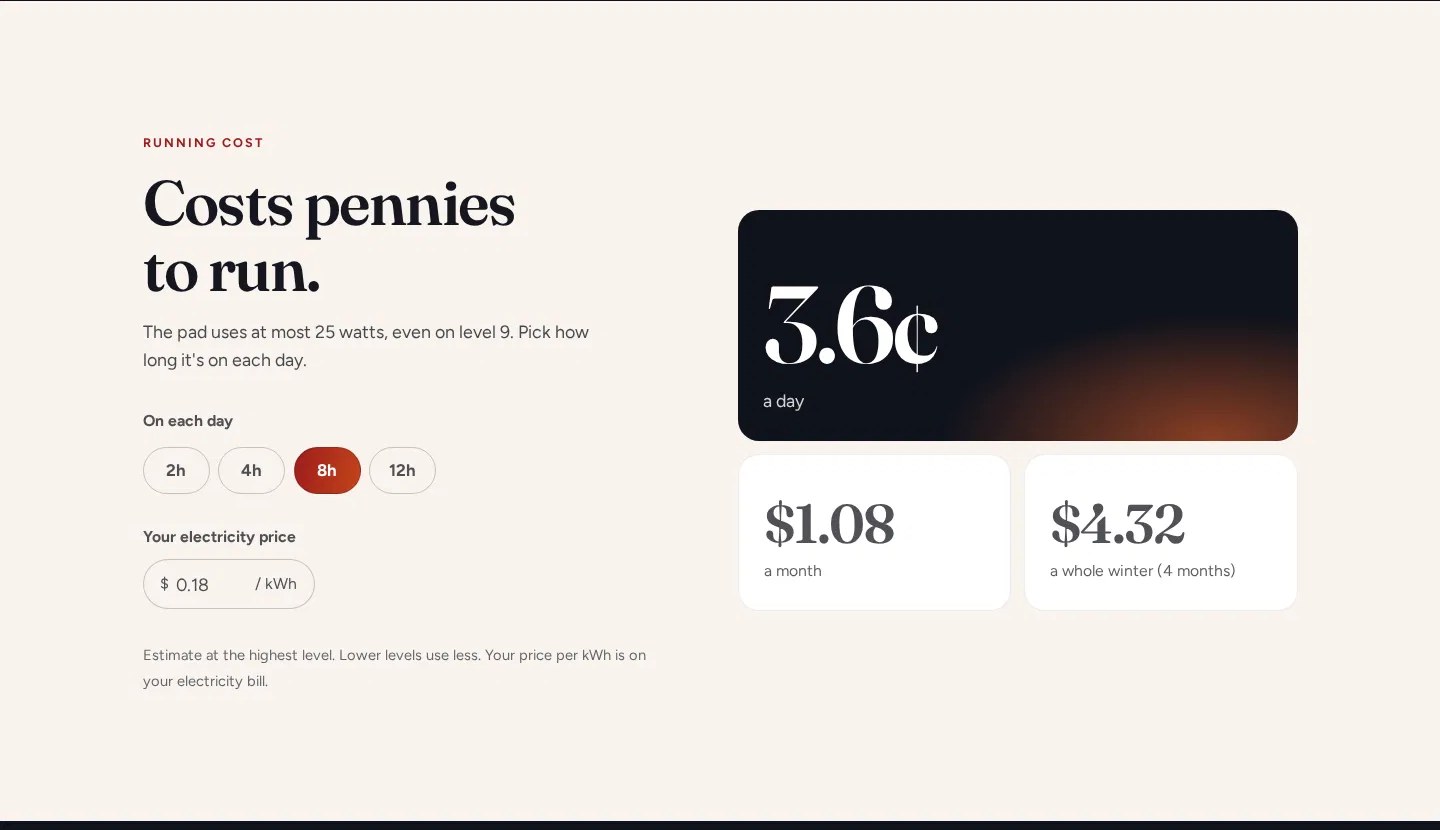 RUNNING COST
Costs pennies
to run.
The pad uses at most 25 watts, even on level 9. Pick how
long it's on each day.
On each day
2h 4h 8h 12h
Your electricity price
$ 0.18 / kWh
Estimate at the highest level. Lower levels use less. Your price per kWh is on
your electricity bill.
3.6¢
a day
$1.08
a month
$4.32
a whole winter (4 months)